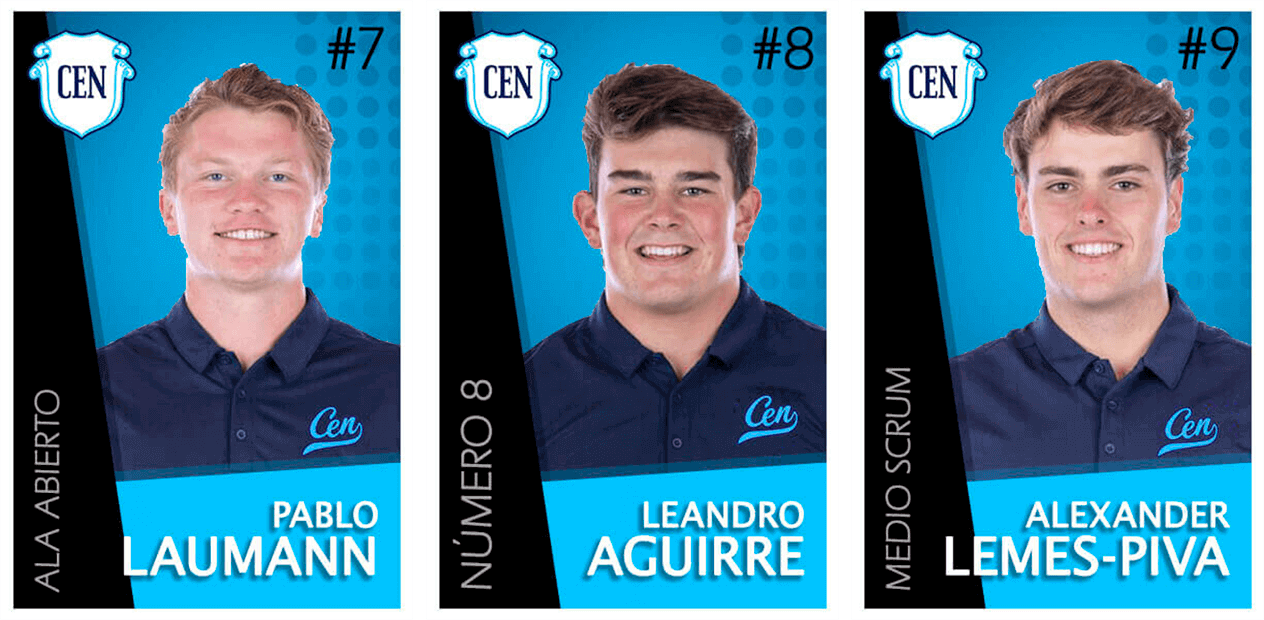 CEN
#7
Cen
ALA ABIERTO
PABLO
LAUMANN
CEN
#8
Cen
NÚMERO 8
LEANDRO
AGUIRRE
CEN
#9
Cen
MEDIO SCRUM
ALEXANDER
LEMES-PIVA